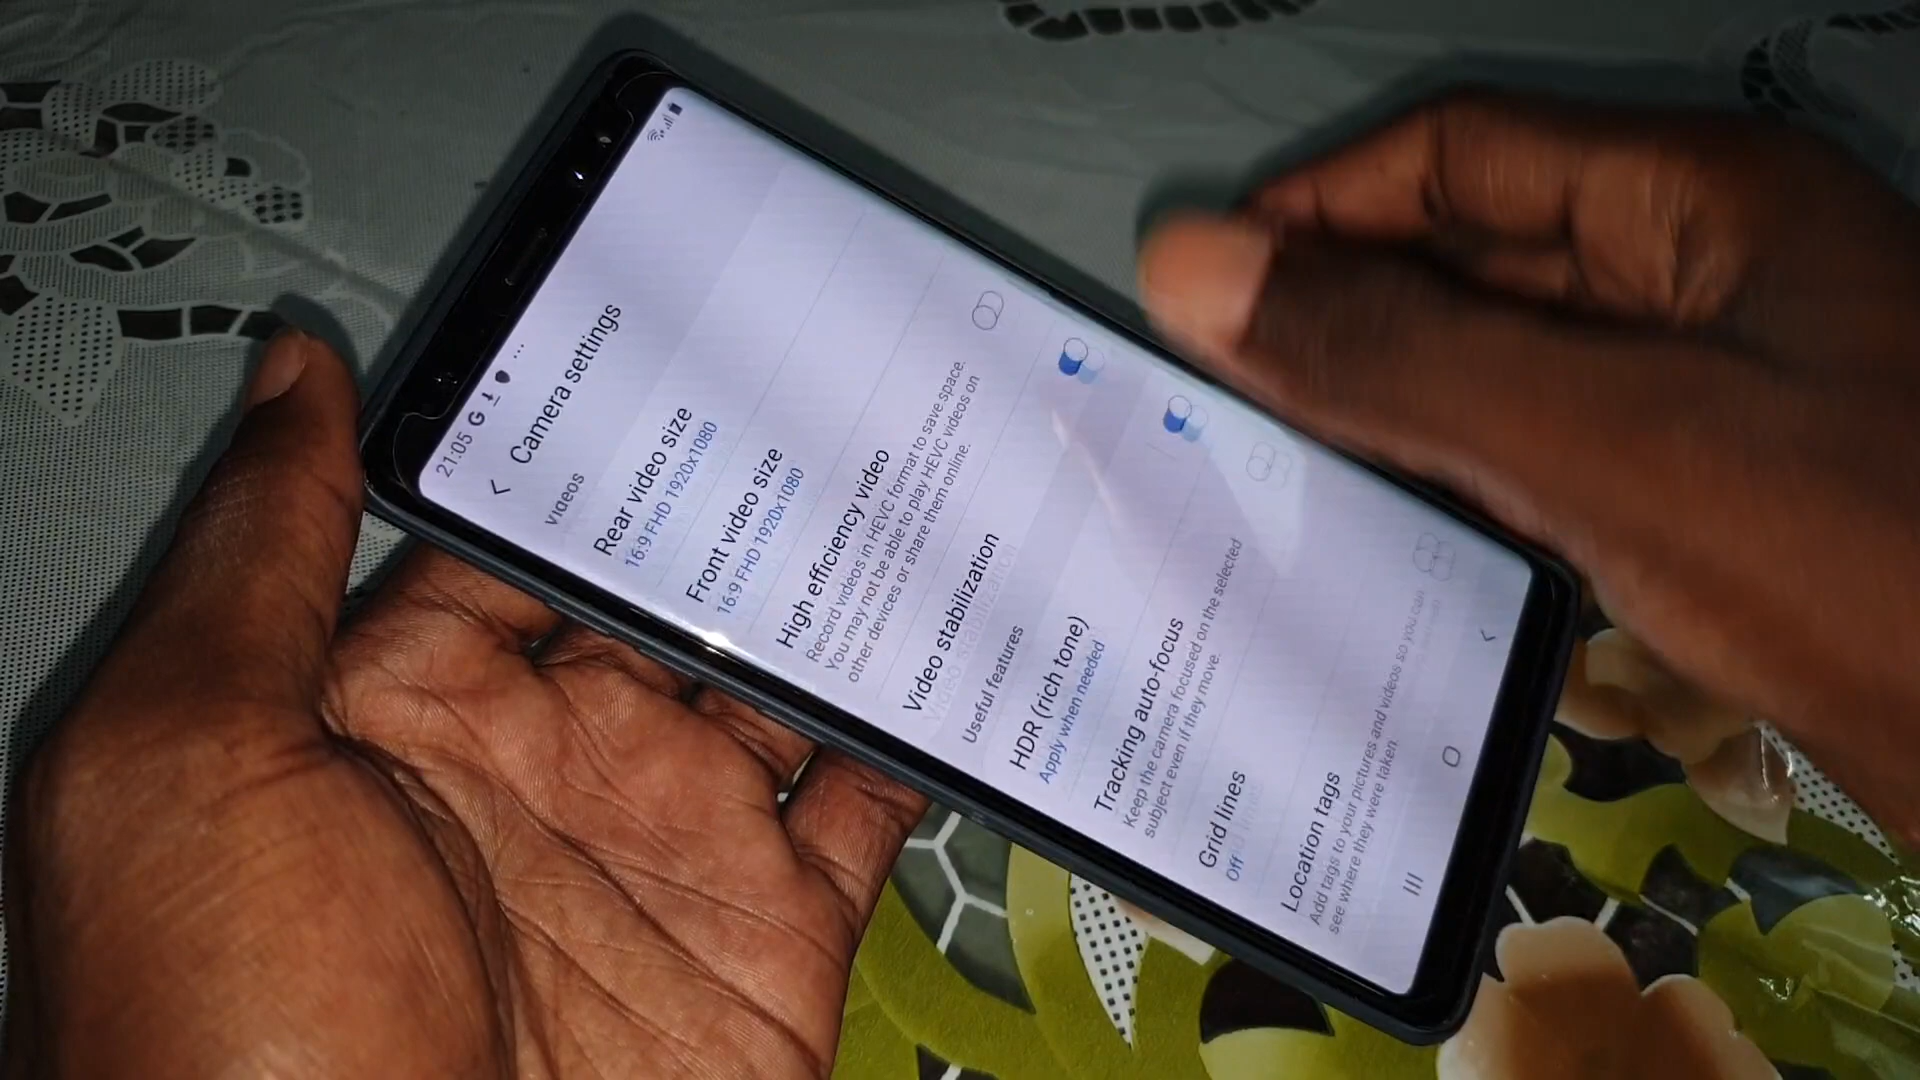 21:05 G
Camera settings
Videos
Rear video size
16:9 FHD 1920x1080
Front video size
16:9 FHD 1920x1080
High efficiency video
Record videos in HEVC format to save space.
You may not be able to play HEVC videos on
other devices or share them online.
Video stabilization
Useful features
HDR (rich tone)
Apply when needed
Tracking auto-focus
Keep the camera focused on the selected
subject even if they move.
Grid lines
Off
Location tags
Add tags to your pictures and videos so you can
see where they were taken.